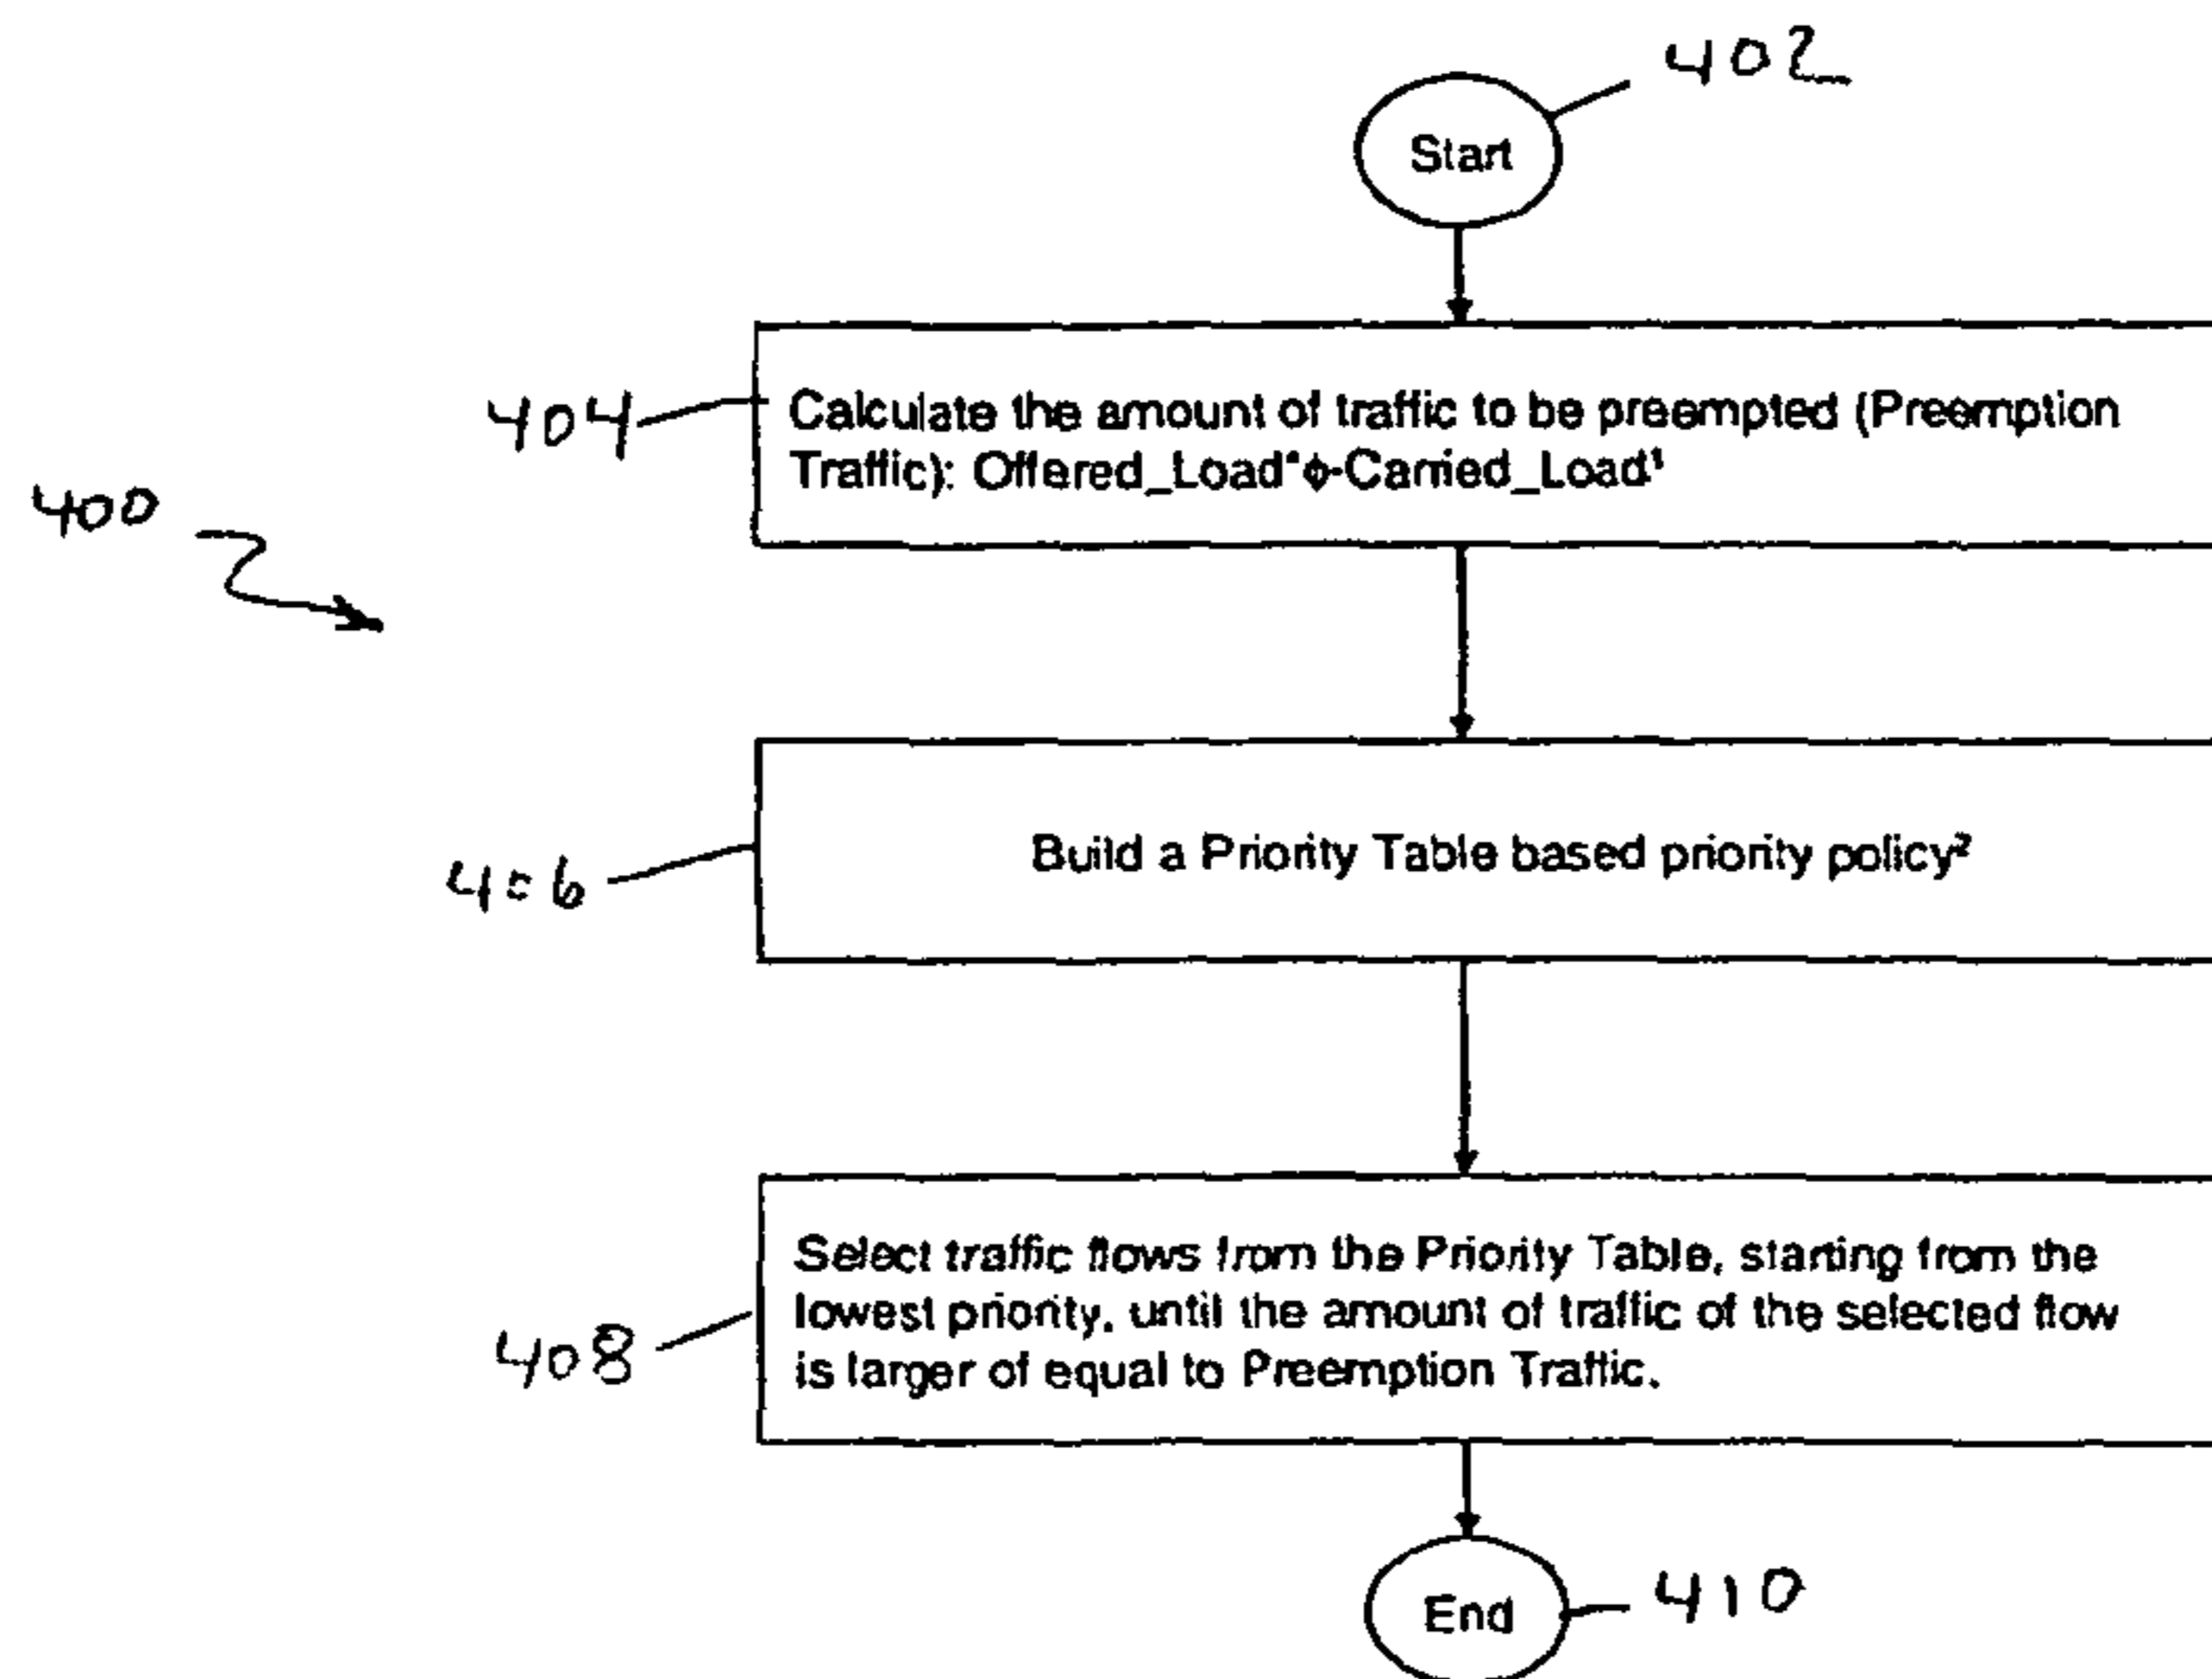 402
Start
404
Calculate the amount of traffic to be preempted (Preemption
Traffic): Offered_Load*ϕ-Carried_Load¹
400
Build a Priority Table based priority policy²
406
Select traffic flows from the Priority Table, starting from the
lowest priority, until the amount of traffic of the selected flow
is larger of equal to Preemption Traffic.
408
End
410